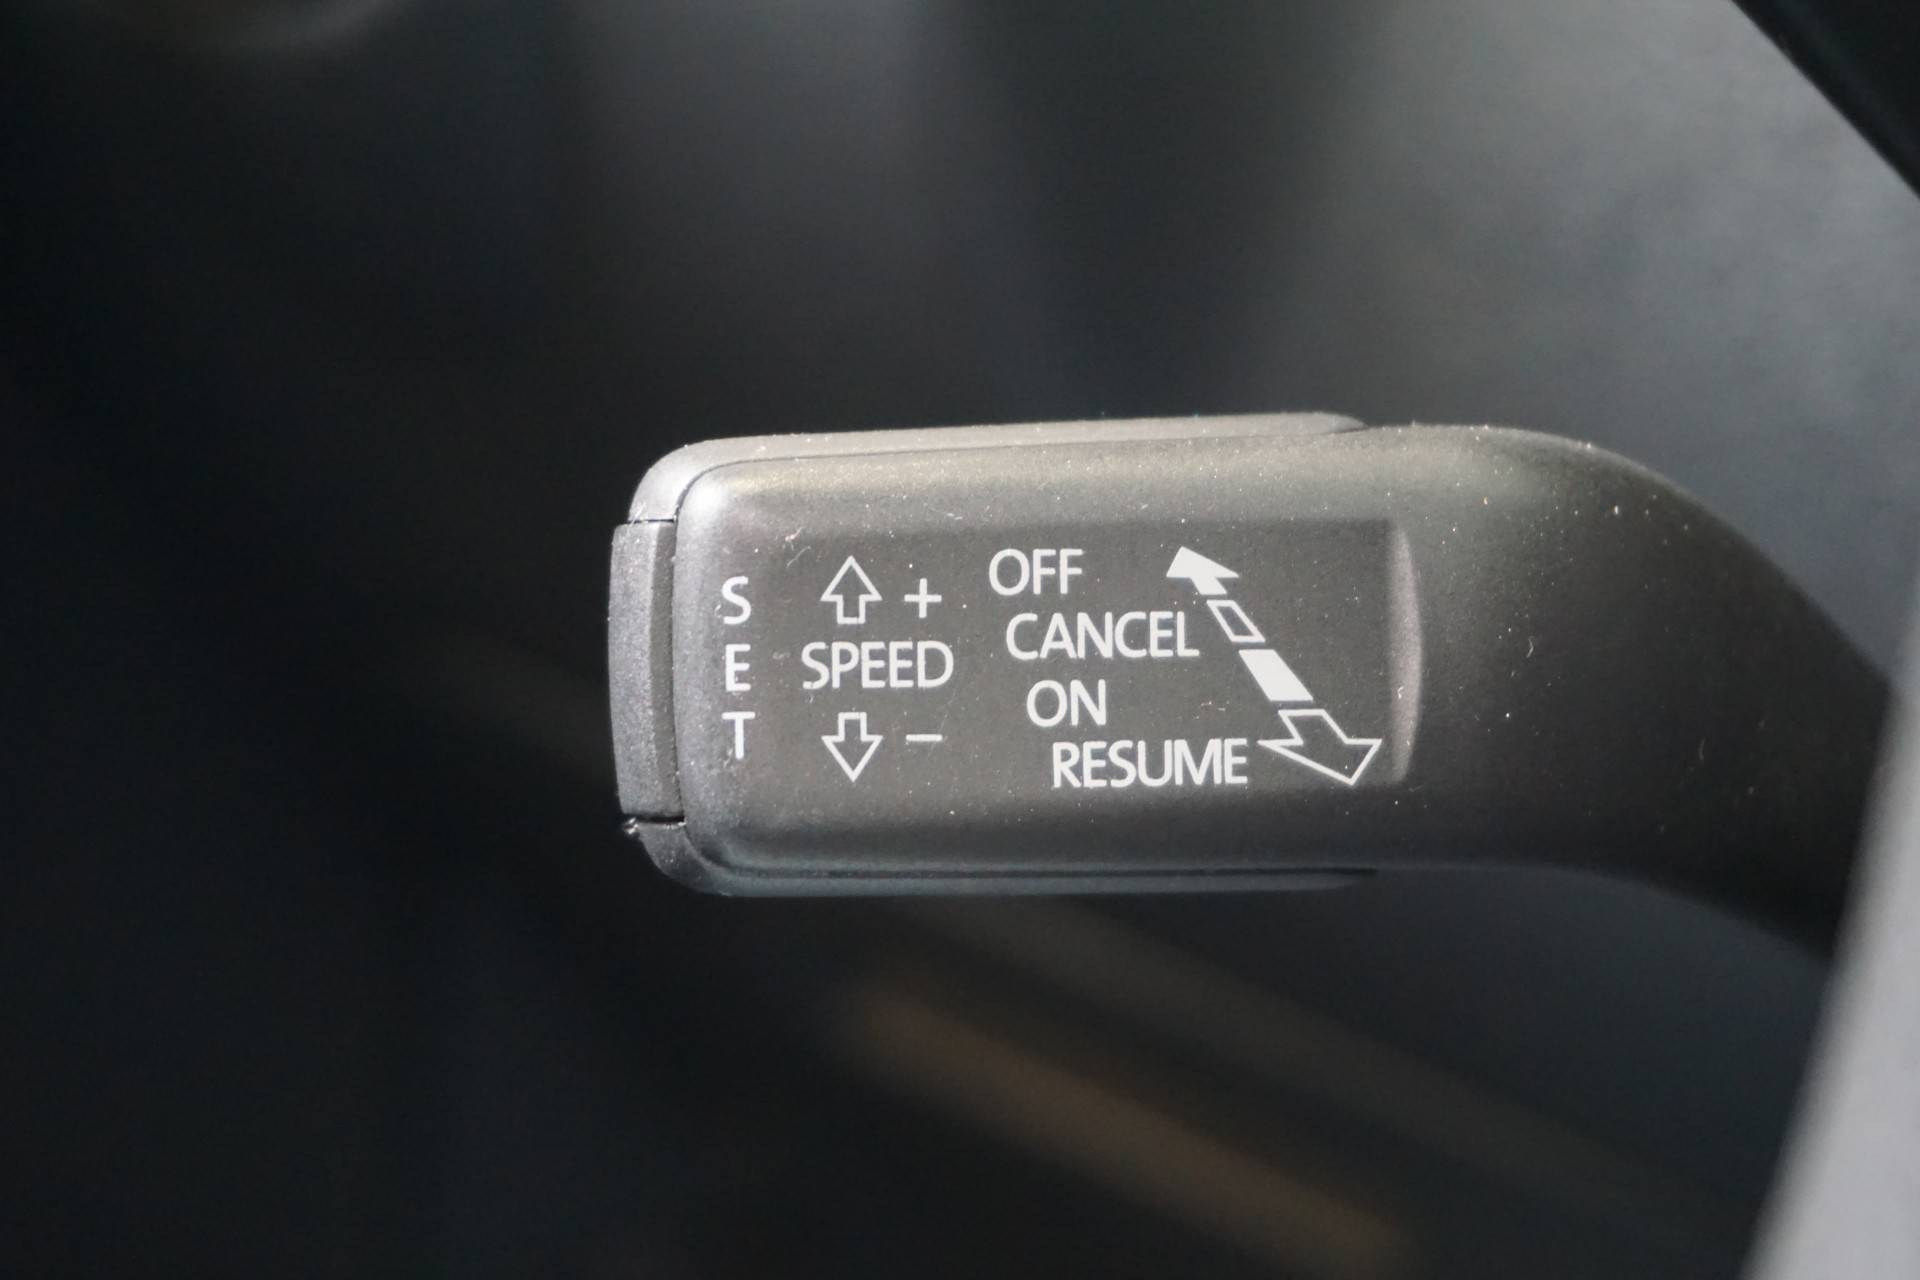 SET
+
SPEED
−
OFF
CANCEL
ON
RESUME